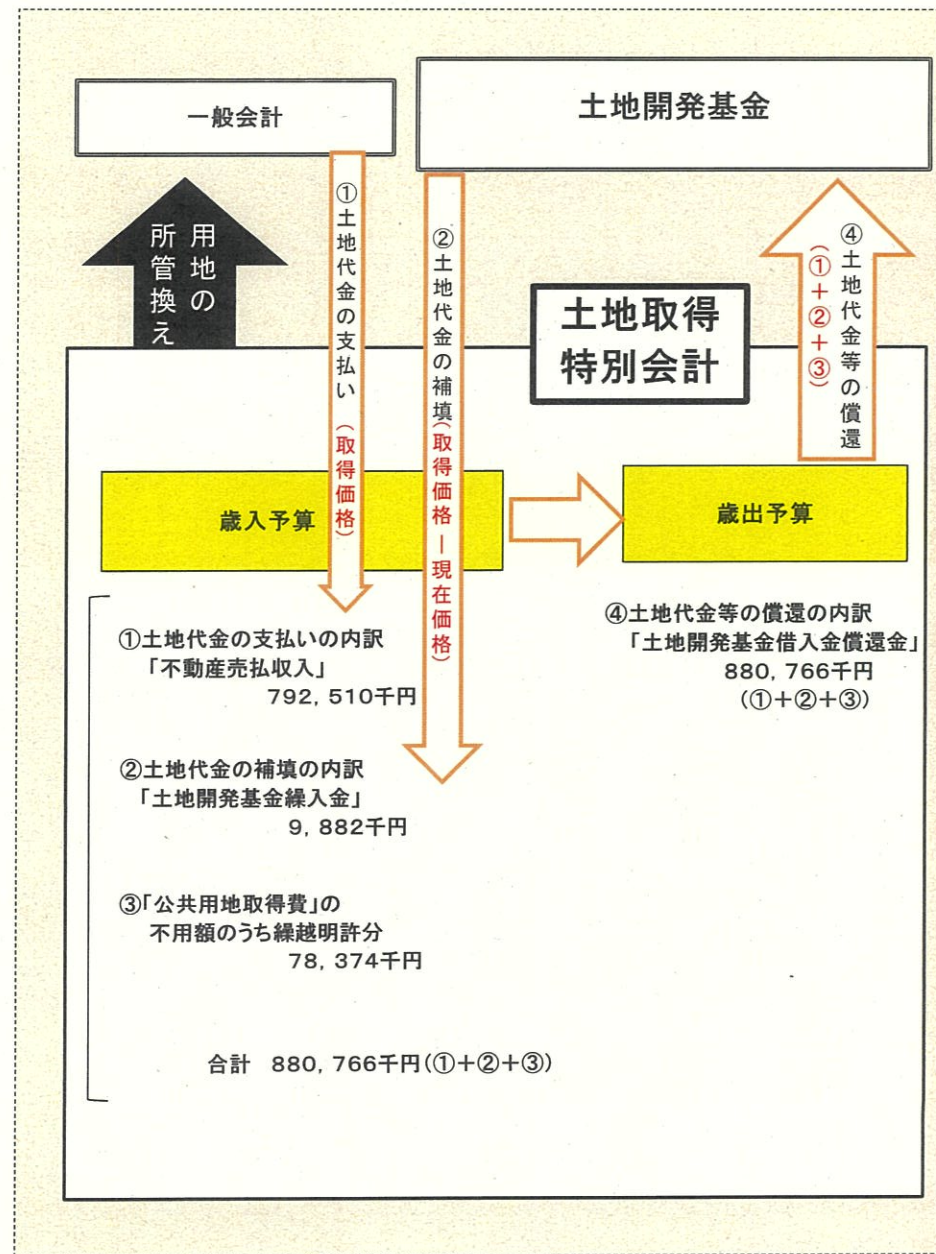 一般会計
土地開発基金
用地の
所管換え
①土地代金の支払い(取得価格)
②土地代金の補填(取得価格ー現在価格)
④土地代金等の償還
(①+②+③)
土地取得
特別会計
歳入予算
歳出予算
①土地代金の支払いの内訳
「不動産売払収入」
792,510千円
②土地代金の補填の内訳
「土地開発基金繰入金」
9,882千円
③「公共用地取得費」の
不用額のうち繰越明許分
78,374千円
合計 880,766千円(①+②+③)
④土地代金等の償還の内訳
「土地開発基金借入金償還金」
880,766千円
(①+②+③)